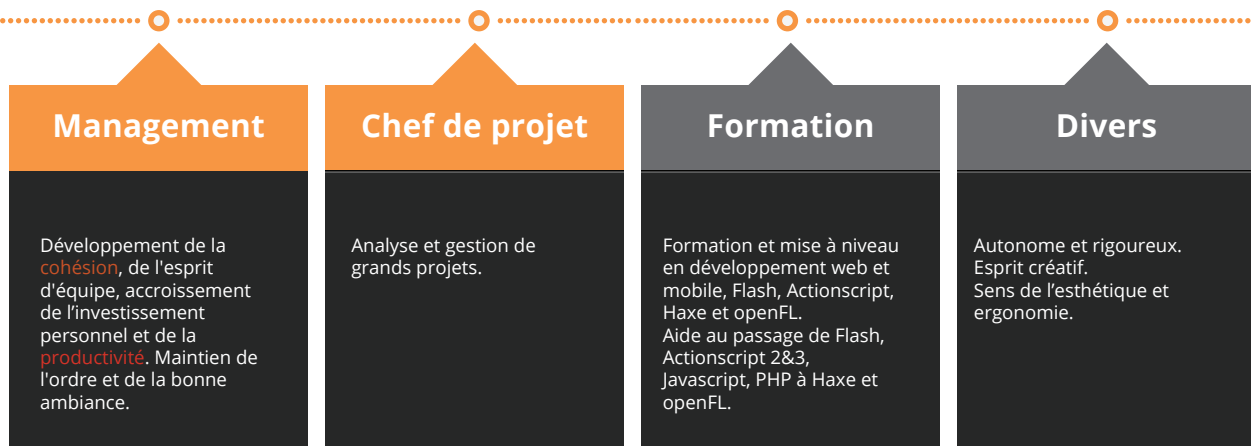 Management
Chef de projet
Formation
Divers
Développement de la
cohésion, de l'esprit
d'équipe, accroissement
de l’investissement
personnel et de la
productivité. Maintien de
l'ordre et de la bonne
ambiance.
Analyse et gestion de
grands projets.
Formation et mise à niveau
en développement web et
mobile, Flash, Actionscript,
Haxe et openFL.
Aide au passage de Flash,
Actionscript 2&3,
Javascript, PHP à Haxe et
openFL.
Autonome et rigoureux.
Esprit créatif.
Sens de l’esthétique et
ergonomie.